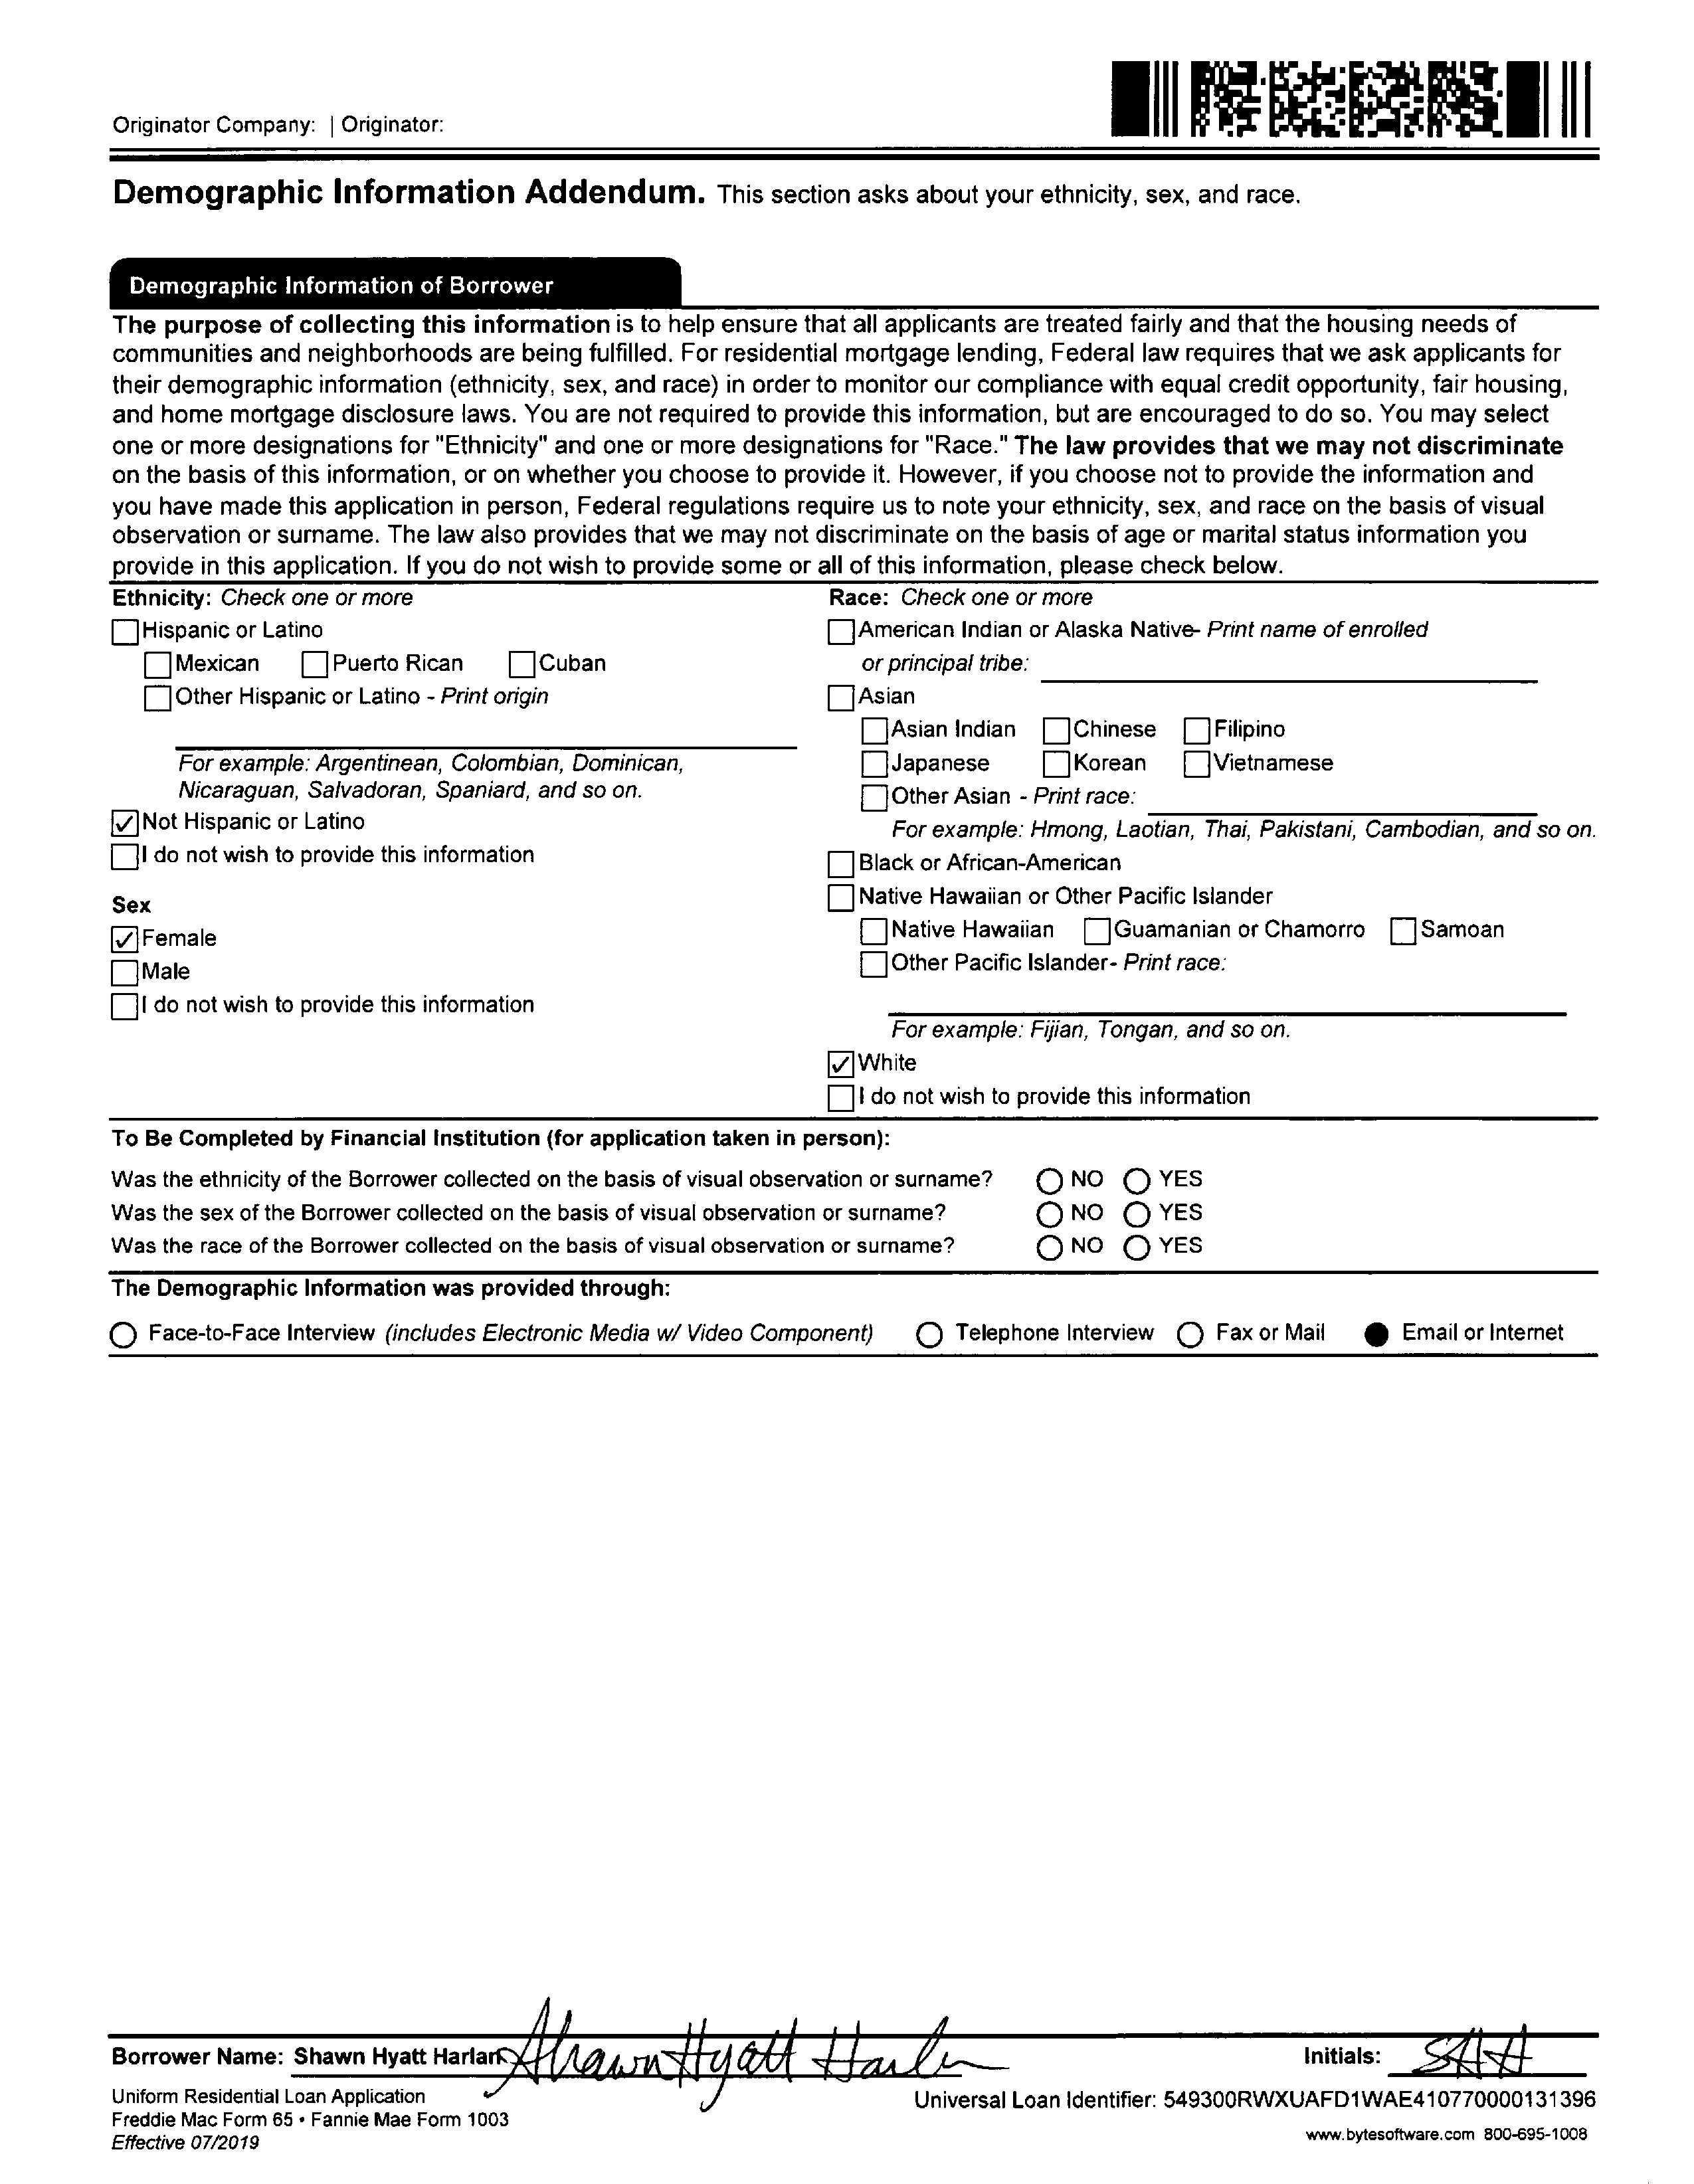 Originator Company: | Originator:
Demographic Information Addendum. This section asks about your ethnicity, sex, and race.
Demographic Information of Borrower
The purpose of collecting this information is to help ensure that all applicants are treated fairly and that the housing needs of
communities and neighborhoods are being fulfilled. For residential mortgage lending, Federal law requires that we ask applicants for
their demographic information (ethnicity, sex, and race) in order to monitor our compliance with equal credit opportunity, fair housing,
and home mortgage disclosure laws. You are not required to provide this information, but are encouraged to do so. You may select
one or more designations for "Ethnicity" and one or more designations for "Race." The law provides that we may not discriminate
on the basis of this information, or on whether you choose to provide it. However, if you choose not to provide the information and
you have made this application in person, Federal regulations require us to note your ethnicity, sex, and race on the basis of visual
observation or surname. The law also provides that we may not discriminate on the basis of age or marital status information you
provide in this application. If you do not wish to provide some or all of this information, please check below.
Ethnicity: Check one or more
Hispanic or Latino
Mexican Puerto Rican Cuban
Other Hispanic or Latino - Print origin
For example: Argentinean, Colombian, Dominican,
Nicaraguan, Salvadoran, Spaniard, and so on.
Not Hispanic or Latino
I do not wish to provide this information
Sex
Female
Male
I do not wish to provide this information
Race: Check one or more
American Indian or Alaska Native- Print name of enrolled
or principal tribe:
Asian
Asian Indian Chinese Filipino
Japanese Korean Vietnamese
Other Asian - Print race:
For example: Hmong, Laotian, Thai, Pakistani, Cambodian, and so on.
Black or African-American
Native Hawaiian or Other Pacific Islander
Native Hawaiian Guamanian or Chamorro Samoan
Other Pacific Islander- Print race:
For example: Fijian, Tongan, and so on.
White
I do not wish to provide this information
To Be Completed by Financial Institution (for application taken in person):
Was the ethnicity of the Borrower collected on the basis of visual observation or surname? NO YES
Was the sex of the Borrower collected on the basis of visual observation or surname? NO YES
Was the race of the Borrower collected on the basis of visual observation or surname? NO YES
The Demographic Information was provided through:
Face-to-Face Interview (includes Electronic Media w/ Video Component) Telephone Interview Fax or Mail Email or Internet
Borrower Name: Shawn Hyatt Harlan Shawn Hyatt Harlan Initials: SHH
Uniform Residential Loan Application
Freddie Mac Form 65 • Fannie Mae Form 1003
Effective 07/2019
Universal Loan Identifier: 549300RWXUAFD1WAE410770000131396
www.bytesoftware.com 800-695-1008